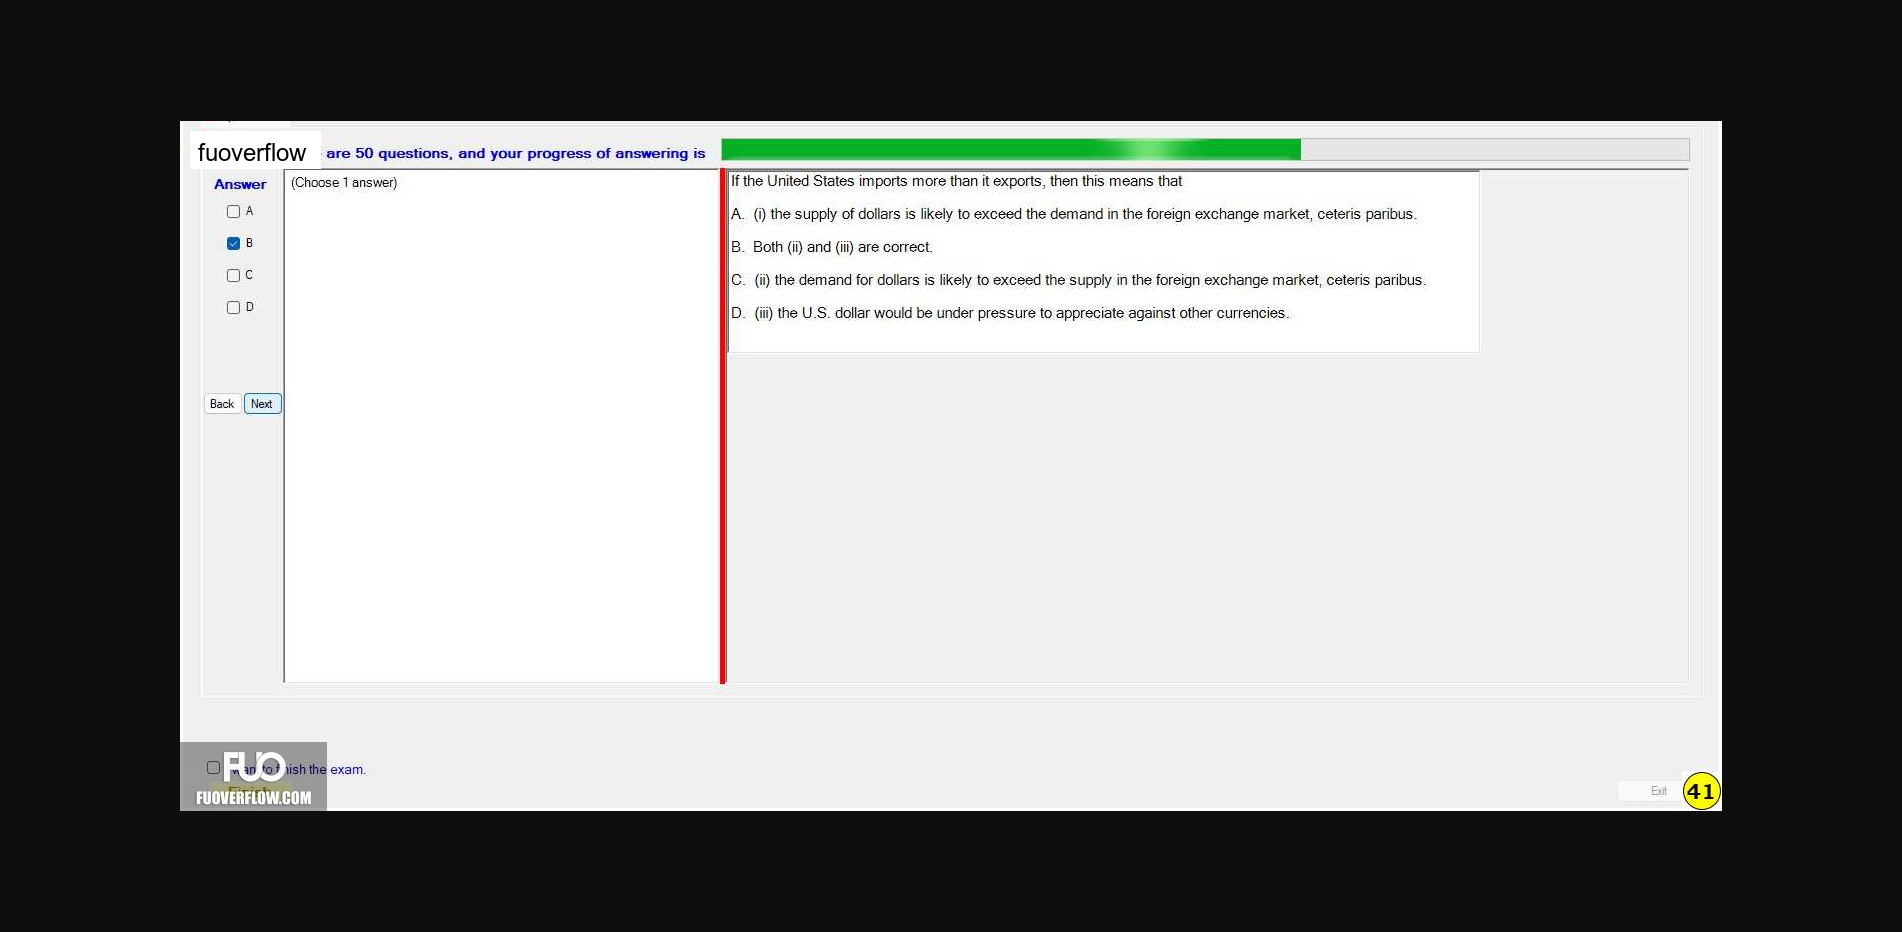 fuoverflow are 50 questions, and your progress of answering is
Answer
(Choose 1 answer)
A
B
C
D
Back Next
If the United States imports more than it exports, then this means that
A. (i) the supply of dollars is likely to exceed the demand in the foreign exchange market, ceteris paribus.
B. Both (ii) and (iii) are correct.
C. (ii) the demand for dollars is likely to exceed the supply in the foreign exchange market, ceteris paribus.
D. (iii) the U.S. dollar would be under pressure to appreciate against other currencies.
want to finish the exam.
Finish
FUO
FUOVERFLOW.COM
Exit
41